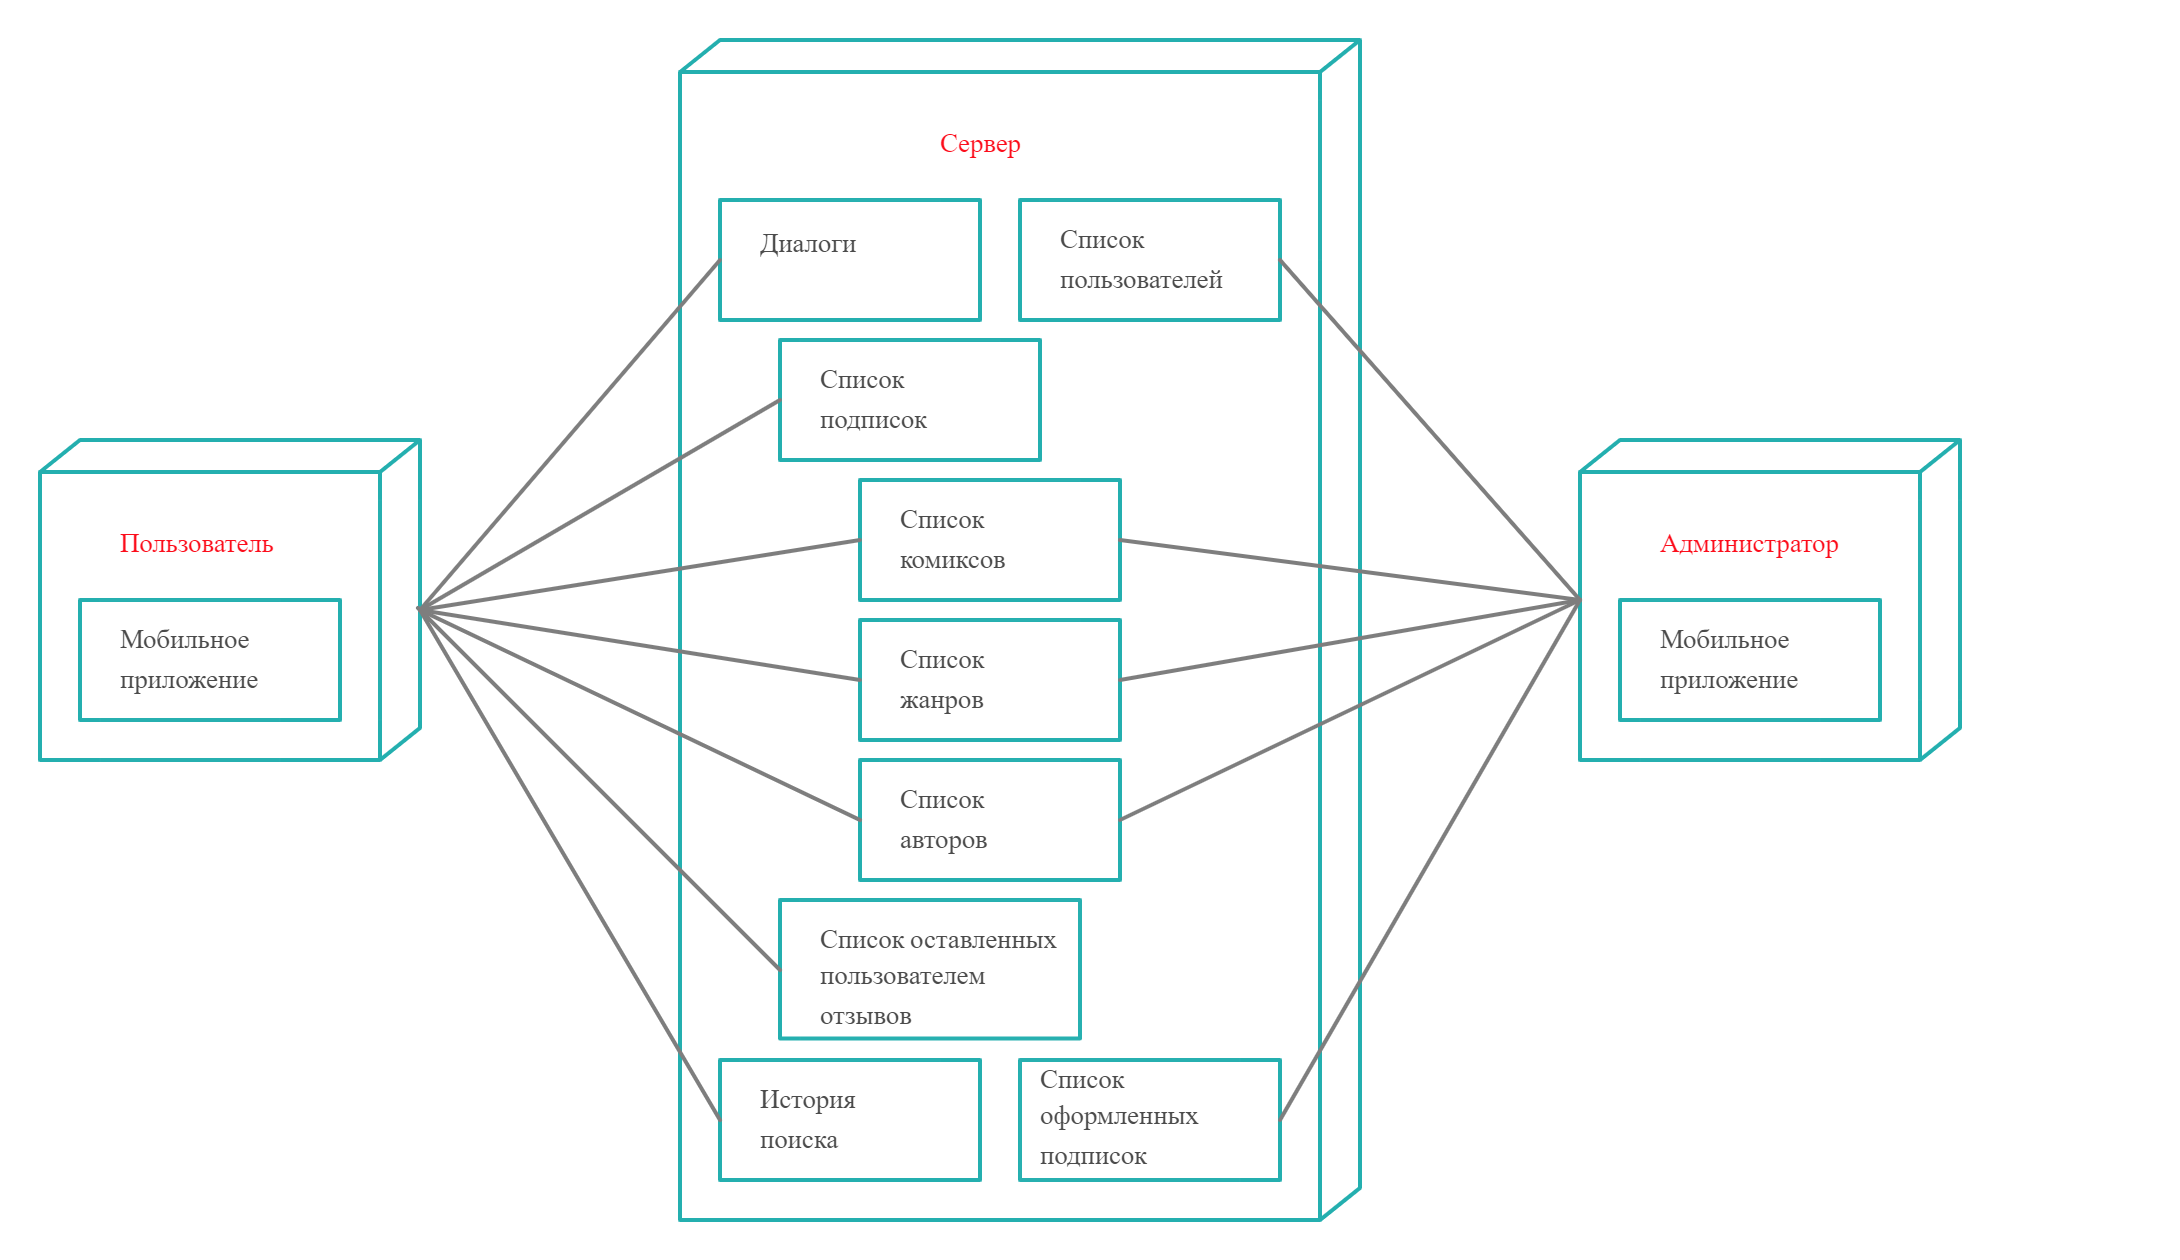 Сервер
Диалоги
Список
пользователей
Список
подписок
Список
комиксов
Пользователь
Мобильное
приложение
Администратор
Мобильное
приложение
Список
жанров
Список
авторов
Список оставленных
пользователем
отзывов
История
поиска
Список
оформленных
подписок